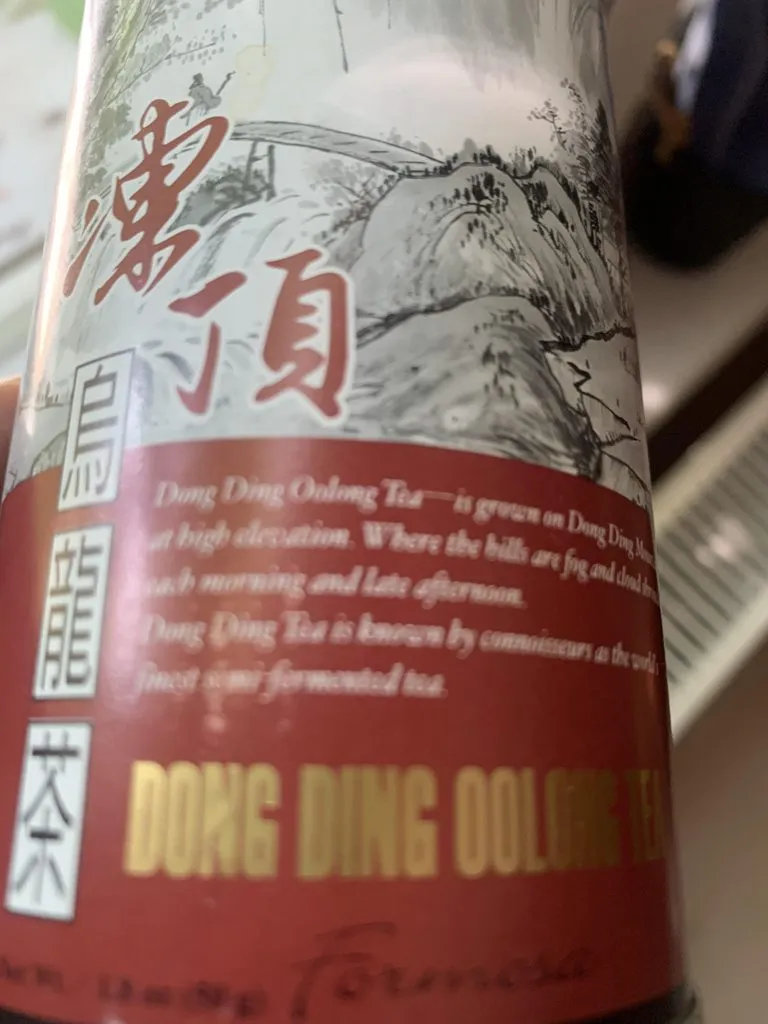 凍頂
烏龍茶
Dong Ding Oolong Tea—is grown on Dong Ding
at high elevation. Where the hills are fog and cloud
each morning and late afternoon.
Dong Ding Tea is known by connoisseurs as the world's
finest semi-fermented tea.
DONG DING OOLONG TEA
Formosa